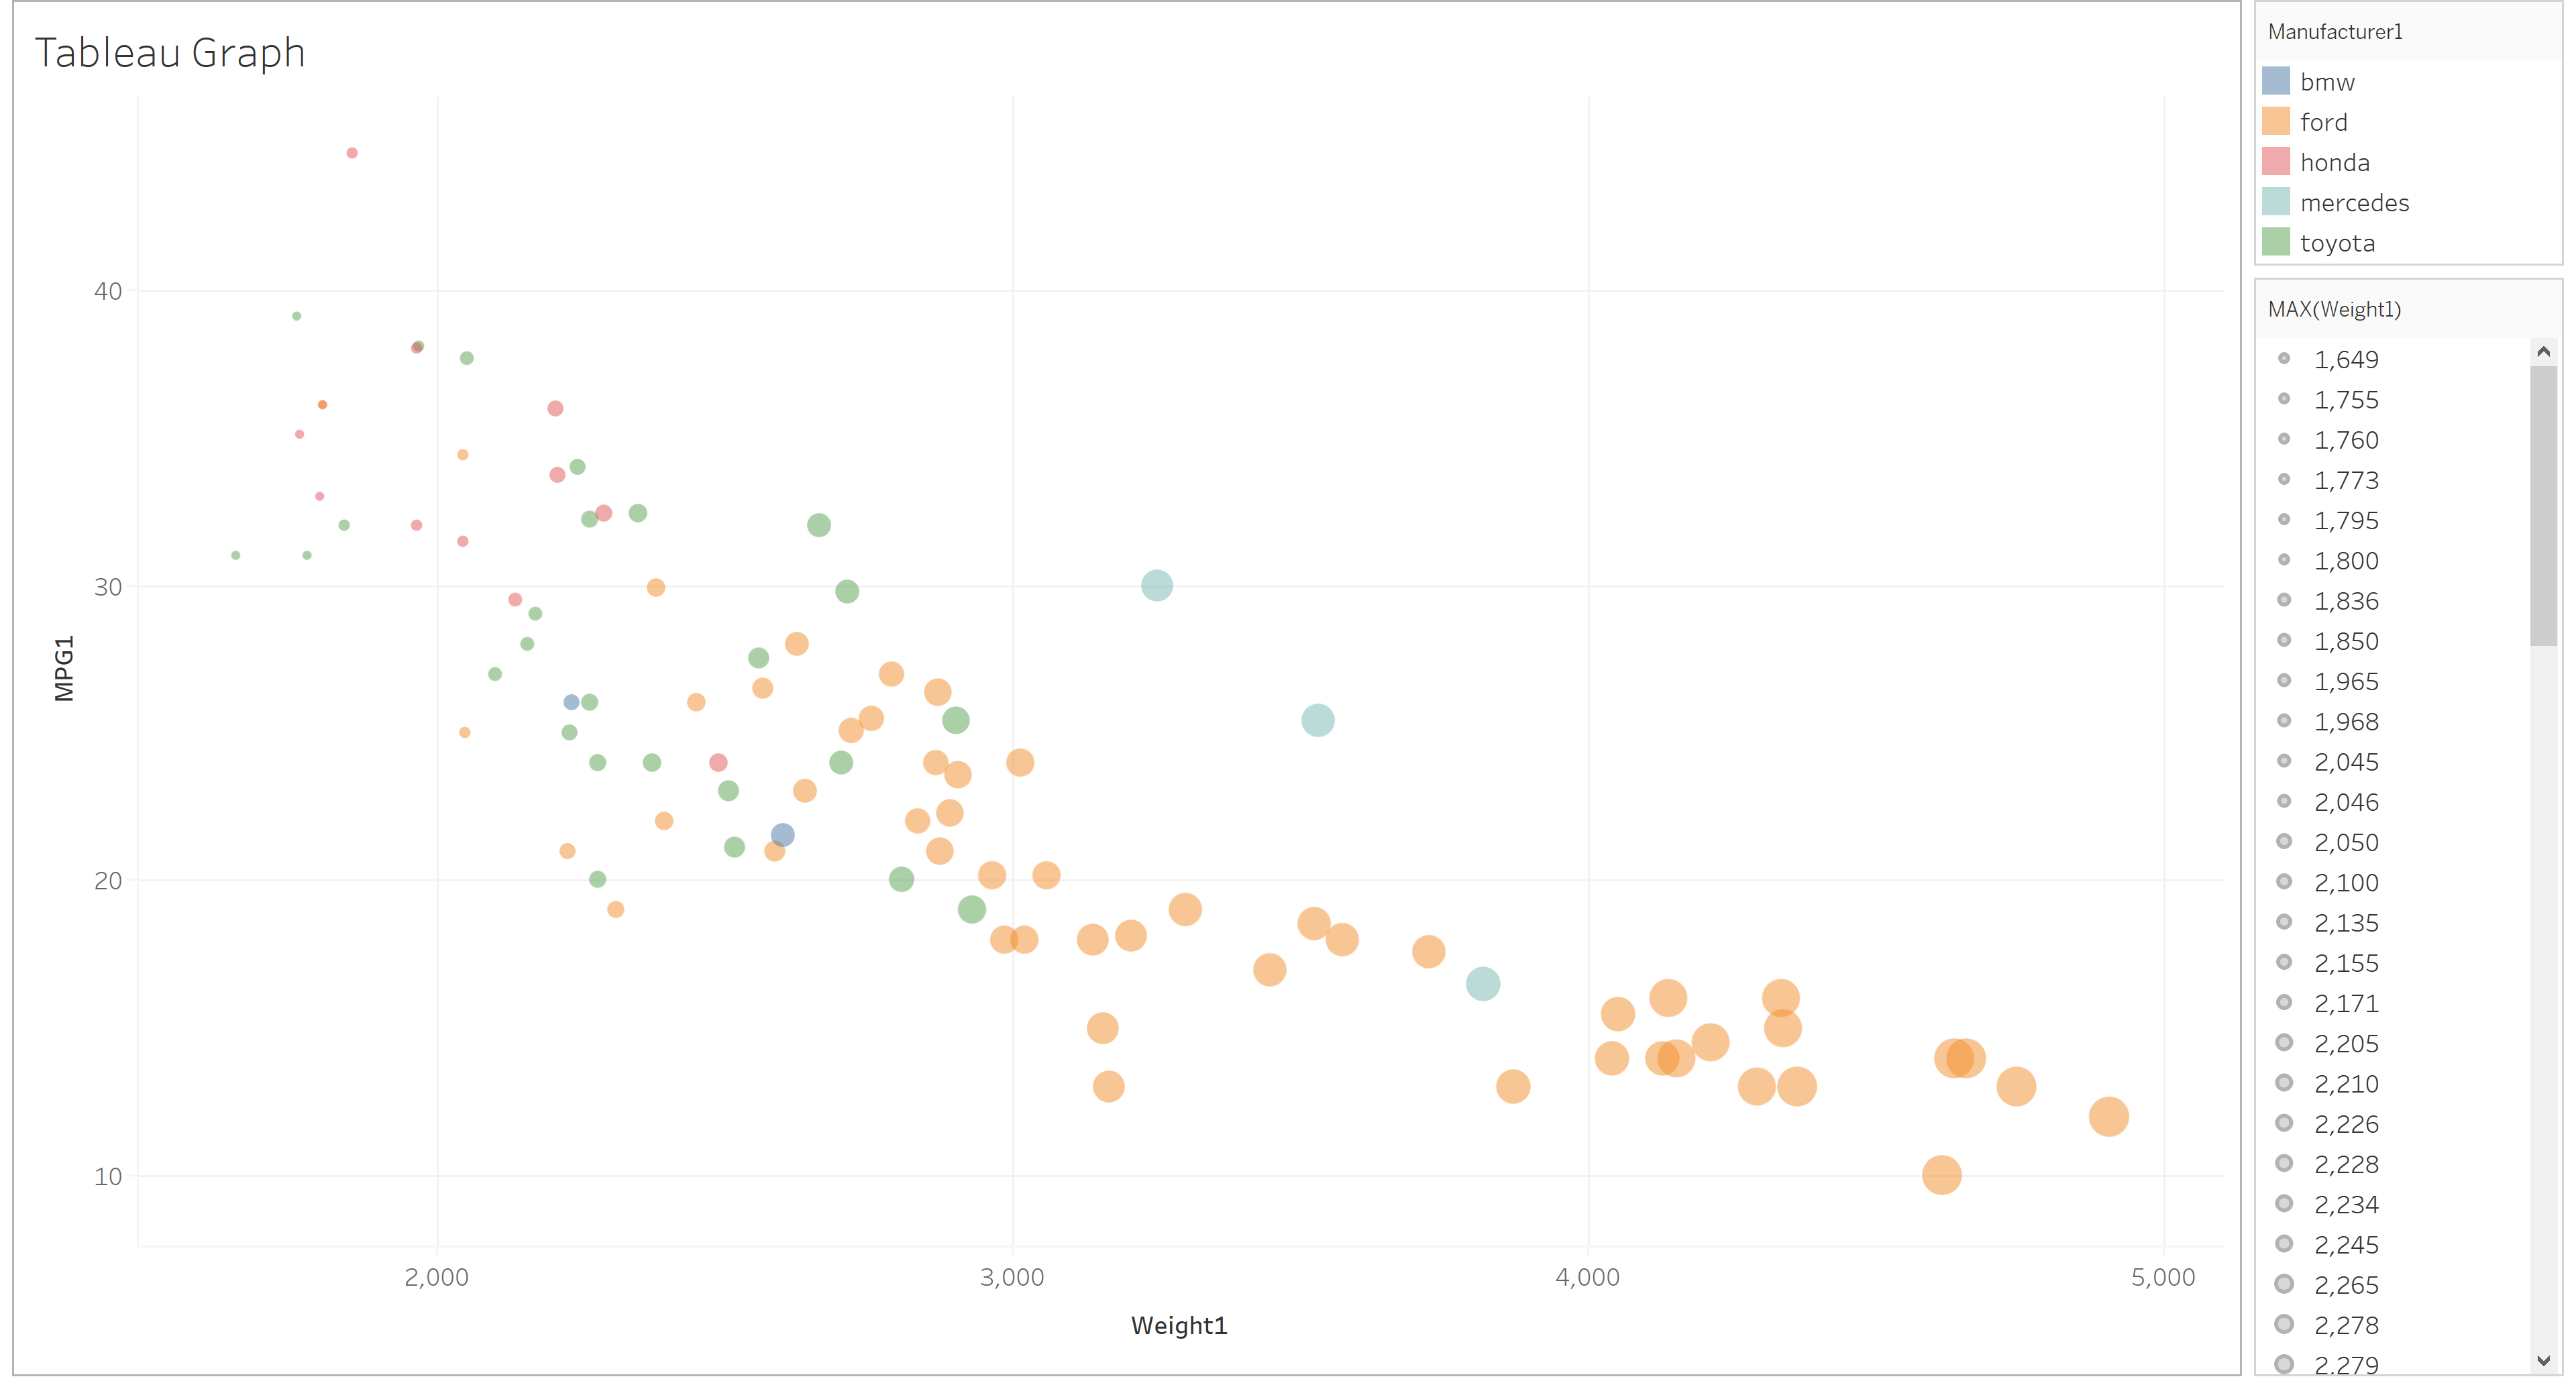 Tableau Graph
40
30
20
10
MPG1
2,000 3,000 4,000 5,000
Weight1
Manufacturer1
bmw
ford
honda
mercedes
toyota
MAX(Weight1)
1,649
1,755
1,760
1,773
1,795
1,800
1,836
1,850
1,965
1,968
2,045
2,046
2,050
2,100
2,135
2,155
2,171
2,205
2,210
2,226
2,228
2,234
2,245
2,265
2,278
2,279